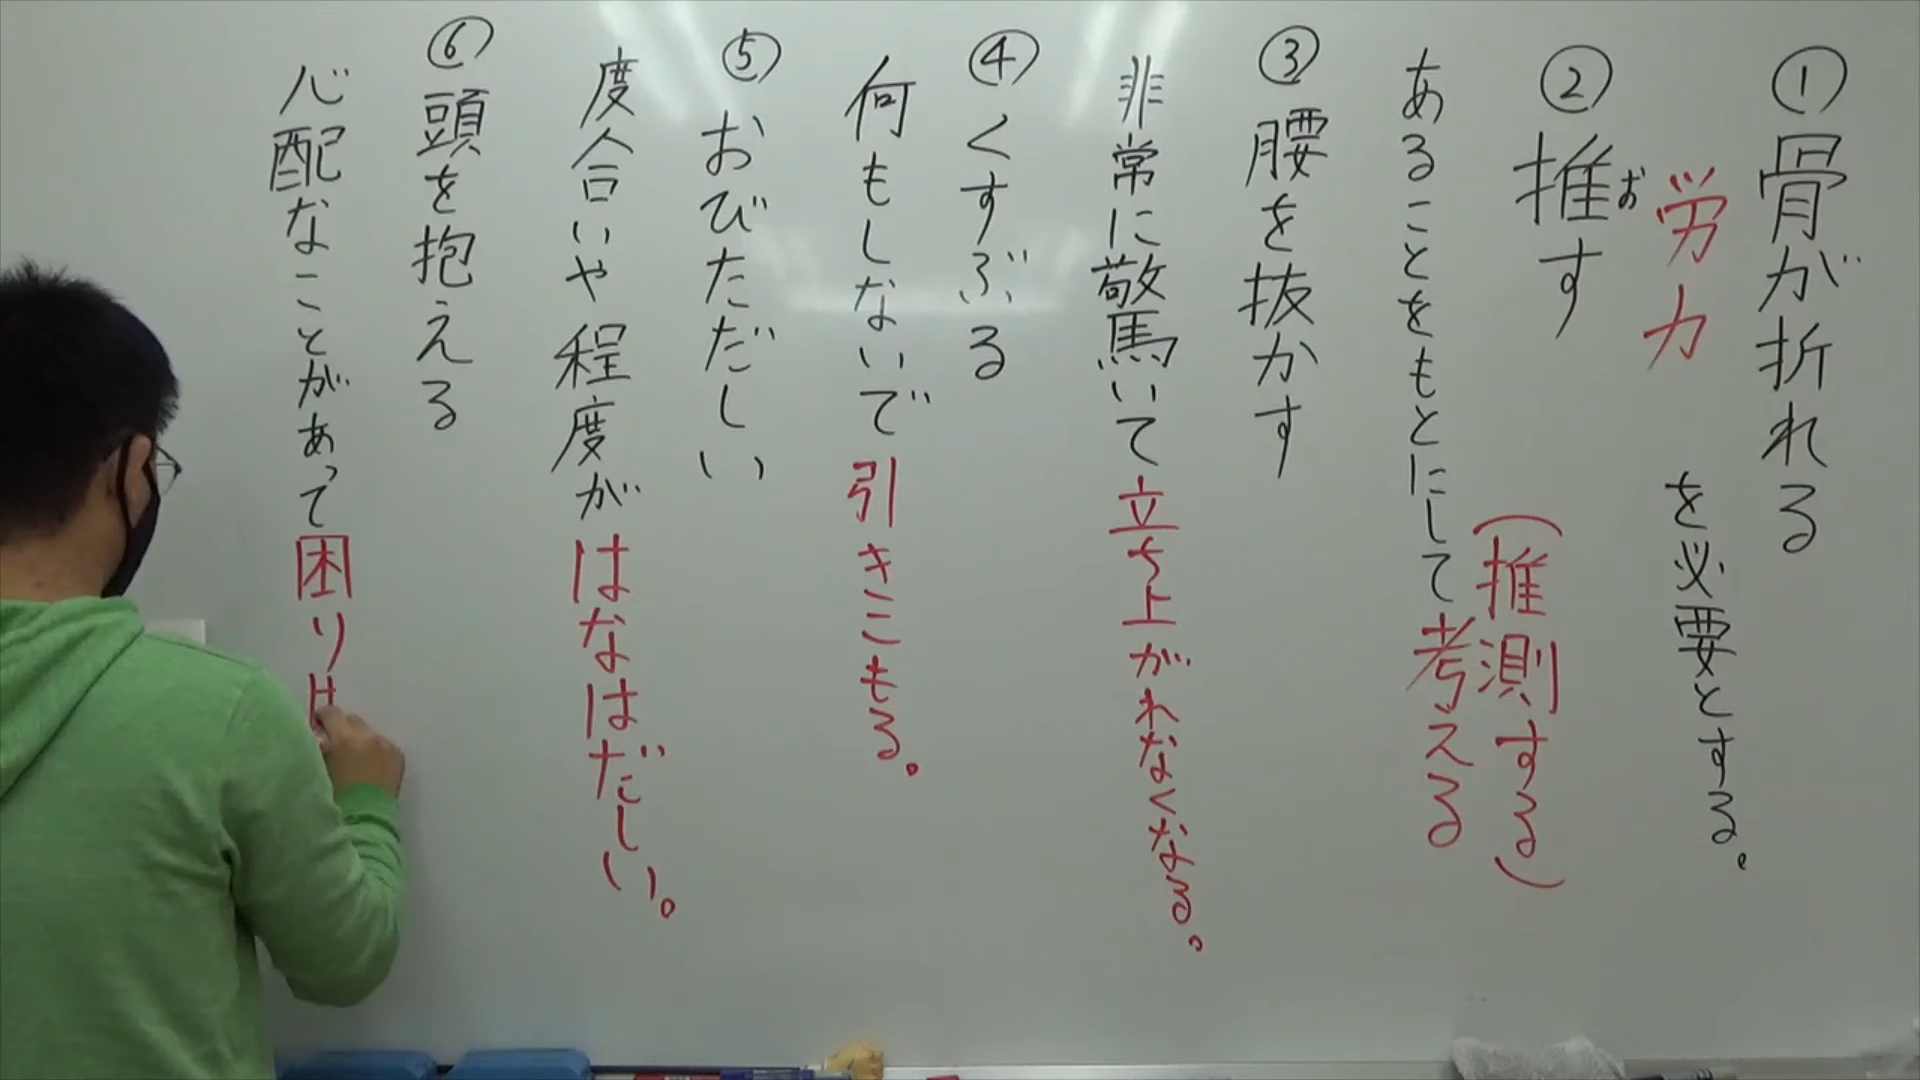 ①骨が折れる
労力を必要とする。
②推す
お
あることをもとにして考える
(推測する)
③腰を抜かす
非常に驚いて立ち上がれなくなる。
④くすぶる
何もしないで引きこもる。
⑤おびただしい
度合いや程度がはなはだしい。
⑥頭を抱える
心配なことがあって困りは